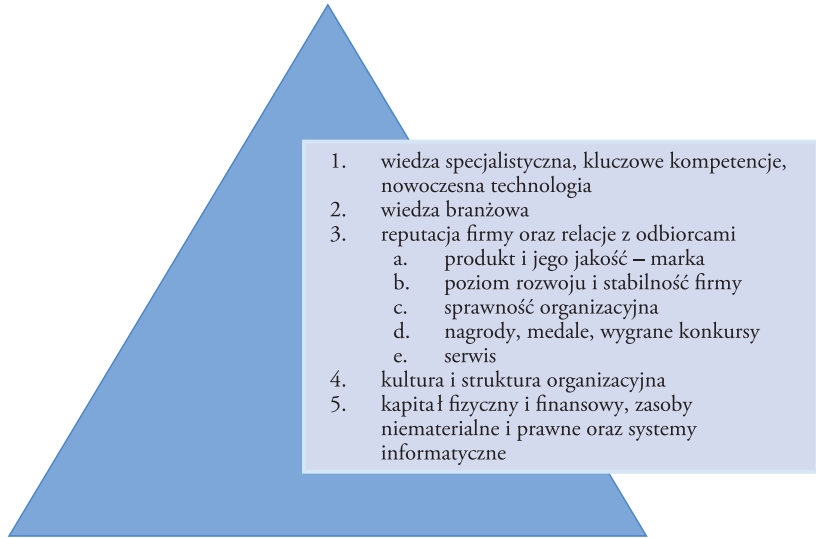 1. wiedza specjalistyczna, kluczowe kompetencje,
nowoczesna technologia
2. wiedza branżowa
3. reputacja firmy oraz relacje z odbiorcami
a. produkt i jego jakość – marka
b. poziom rozwoju i stabilność firmy
c. sprawność organizacyjna
d. nagrody, medale, wygrane konkursy
e. serwis
4. kultura i struktura organizacyjna
5. kapitał fizyczny i finansowy, zasoby
niematerialne i prawne oraz systemy
informatyczne